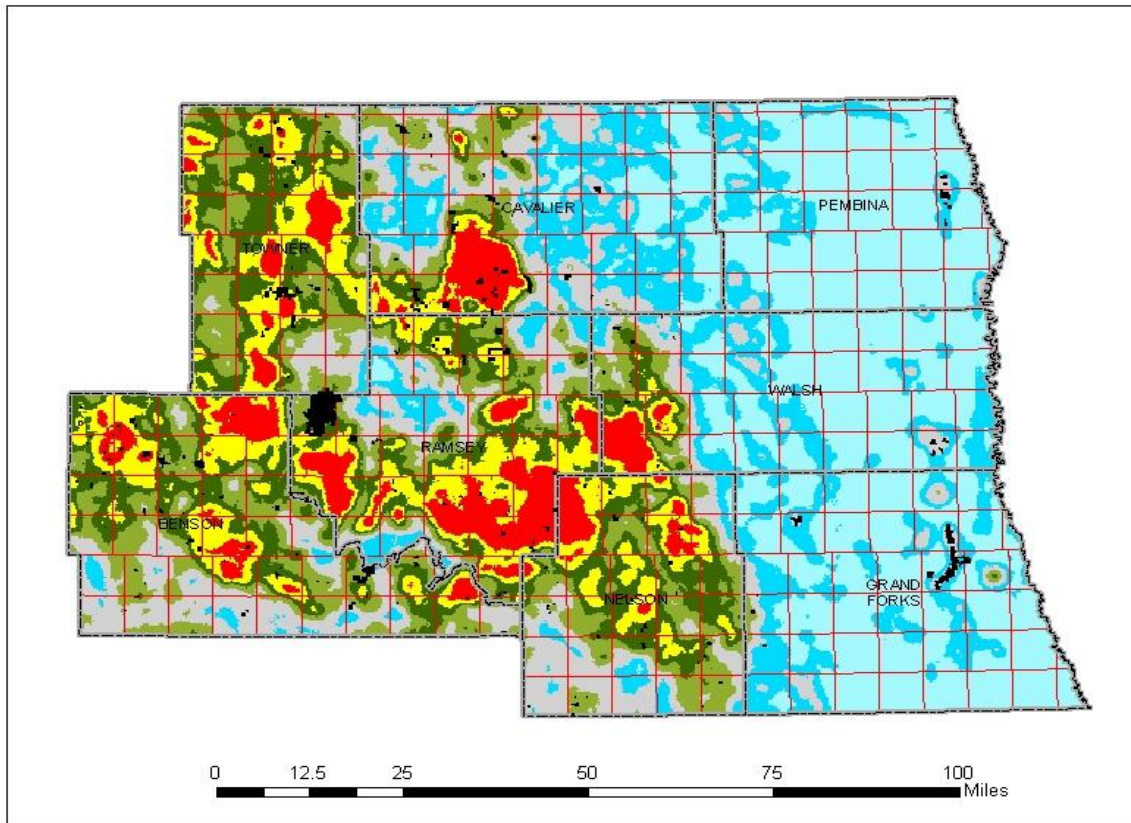 CAVALIER
PEMBINA
TOWNER
WALSH
RAMSEY
BENSON
GRAND
FORKS
NELSON
0 12.5 25 50 75 100
Miles